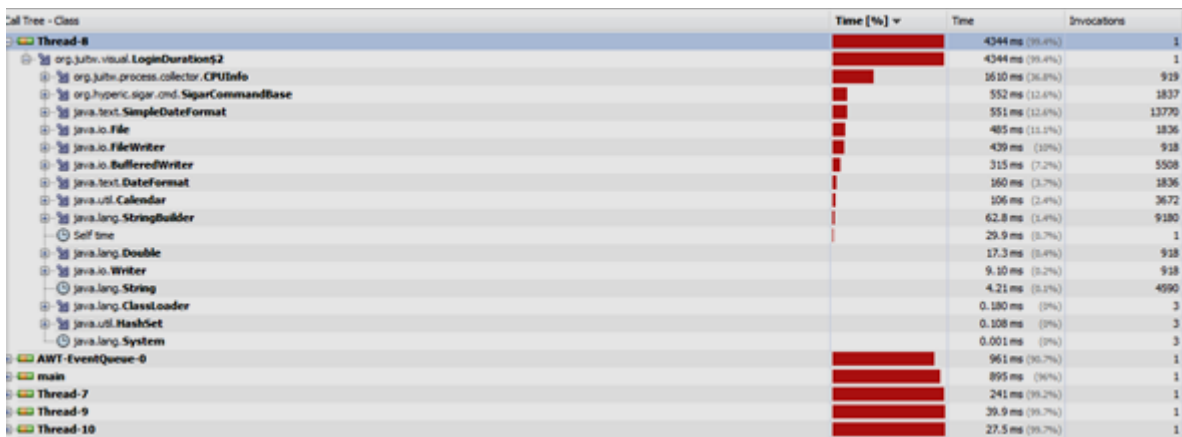 Call Tree - Class Time [%] Time Invocations
Thread-8 4344 ms (99.4%) 1
org.juitw.visual.LoginDuration$2 4344 ms (99.4%) 1
org.juitw.process.collector.CPUInfo 1610 ms (36.8%) 919
org.hyperic.sigar.cmd.SigarCommandBase 552 ms (12.6%) 1837
java.text.SimpleDateFormat 551 ms (12.6%) 13770
java.io.File 485 ms (11.1%) 1836
java.io.FileWriter 439 ms (10%) 918
java.io.BufferedWriter 315 ms (7.2%) 5508
java.text.DateFormat 160 ms (3.7%) 1836
java.util.Calendar 106 ms (2.4%) 3672
java.lang.StringBuilder 62.8 ms (1.4%) 9180
Self time 29.9 ms (0.7%) 1
java.lang.Double 17.3 ms (0.4%) 918
java.io.Writer 9.10 ms (0.2%) 918
java.lang.String 4.21 ms (0.1%) 4590
java.lang.ClassLoader 0.180 ms (0%) 3
java.util.HashSet 0.108 ms (0%) 3
java.lang.System 0.001 ms (0%) 3
AWT-EventQueue-0 961 ms (90.7%) 1
main 895 ms (96%) 1
Thread-7 241 ms (99.2%) 1
Thread-9 39.9 ms (99.7%) 1
Thread-10 27.5 ms (99.7%) 1